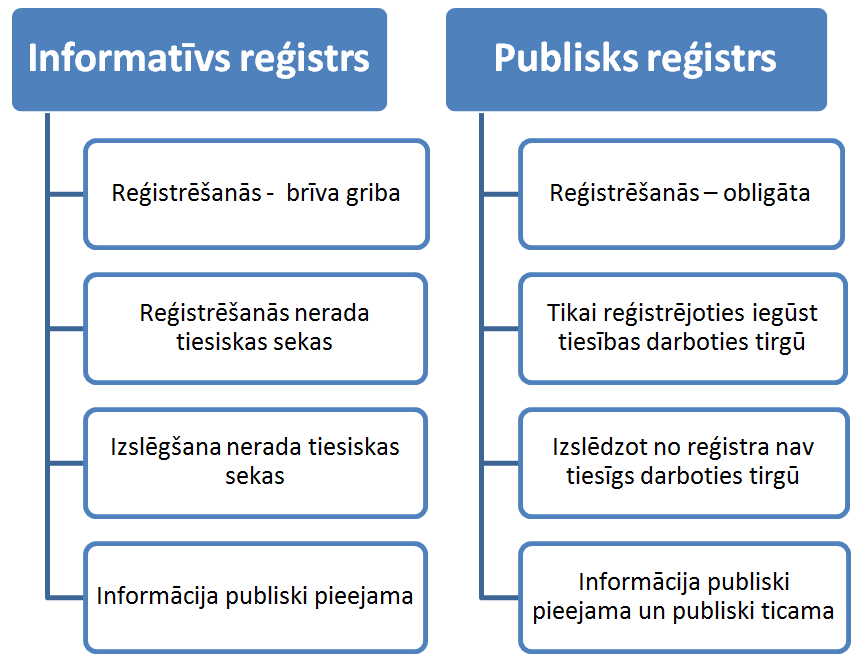 Informatīvs reģistrs
Reģistrēšanās - brīva griba
Reģistrēšanās nerada
tiesiskas sekas
Izslēgšana nerada tiesiskas
sekas
Informācija publiski pieejama
Publisks reģistrs
Reģistrēšanās – obligāta
Tikai reģistrējoties iegūst
tiesības darboties tirgū
Izslēdzot no reģistra nav
tiesīgs darboties tirgū
Informācija publiski
pieejama un publiski ticama